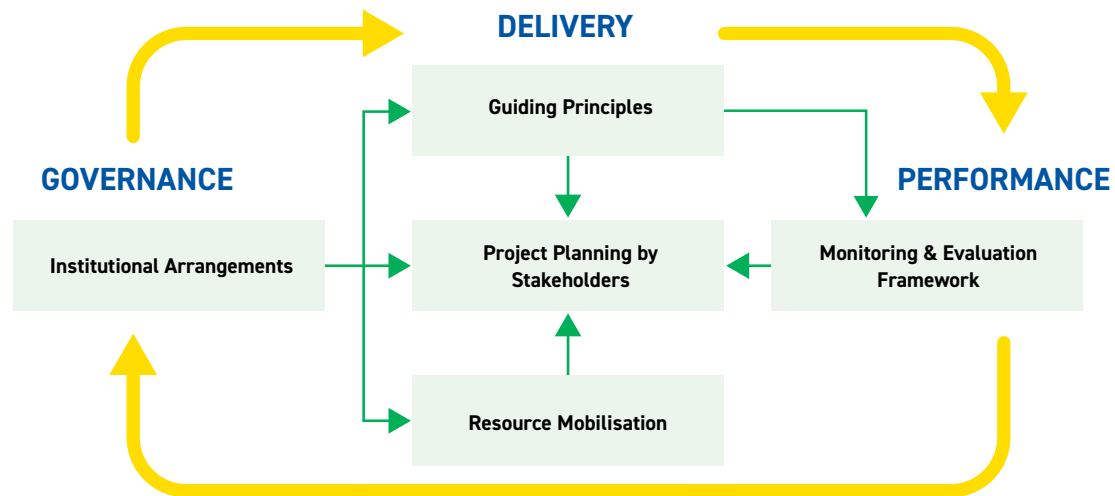 DELIVERY
Guiding Principles
GOVERNANCE
PERFORMANCE
Institutional Arrangements
Project Planning by
Stakeholders
Monitoring & Evaluation
Framework
Resource Mobilisation